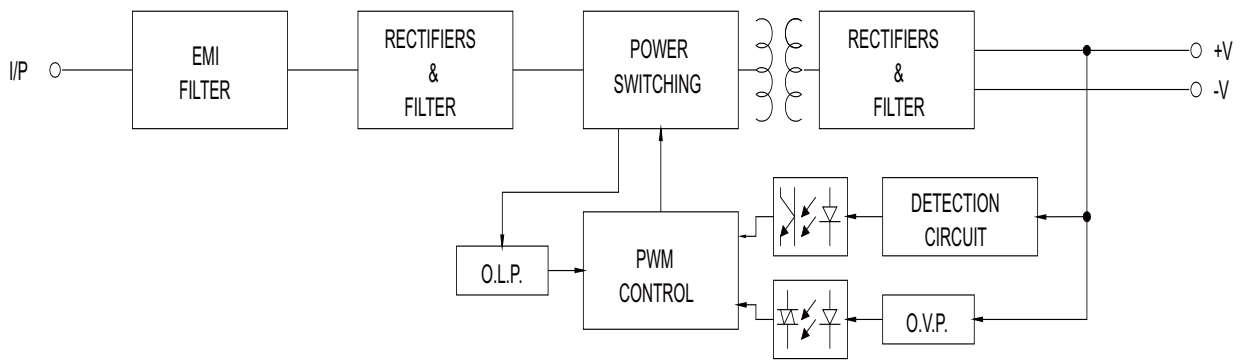 I/P
EMI
FILTER
RECTIFIERS
&
FILTER
POWER
SWITCHING
RECTIFIERS
&
FILTER
+V
-V
O.L.P.
PWM
CONTROL
DETECTION
CIRCUIT
O.V.P.